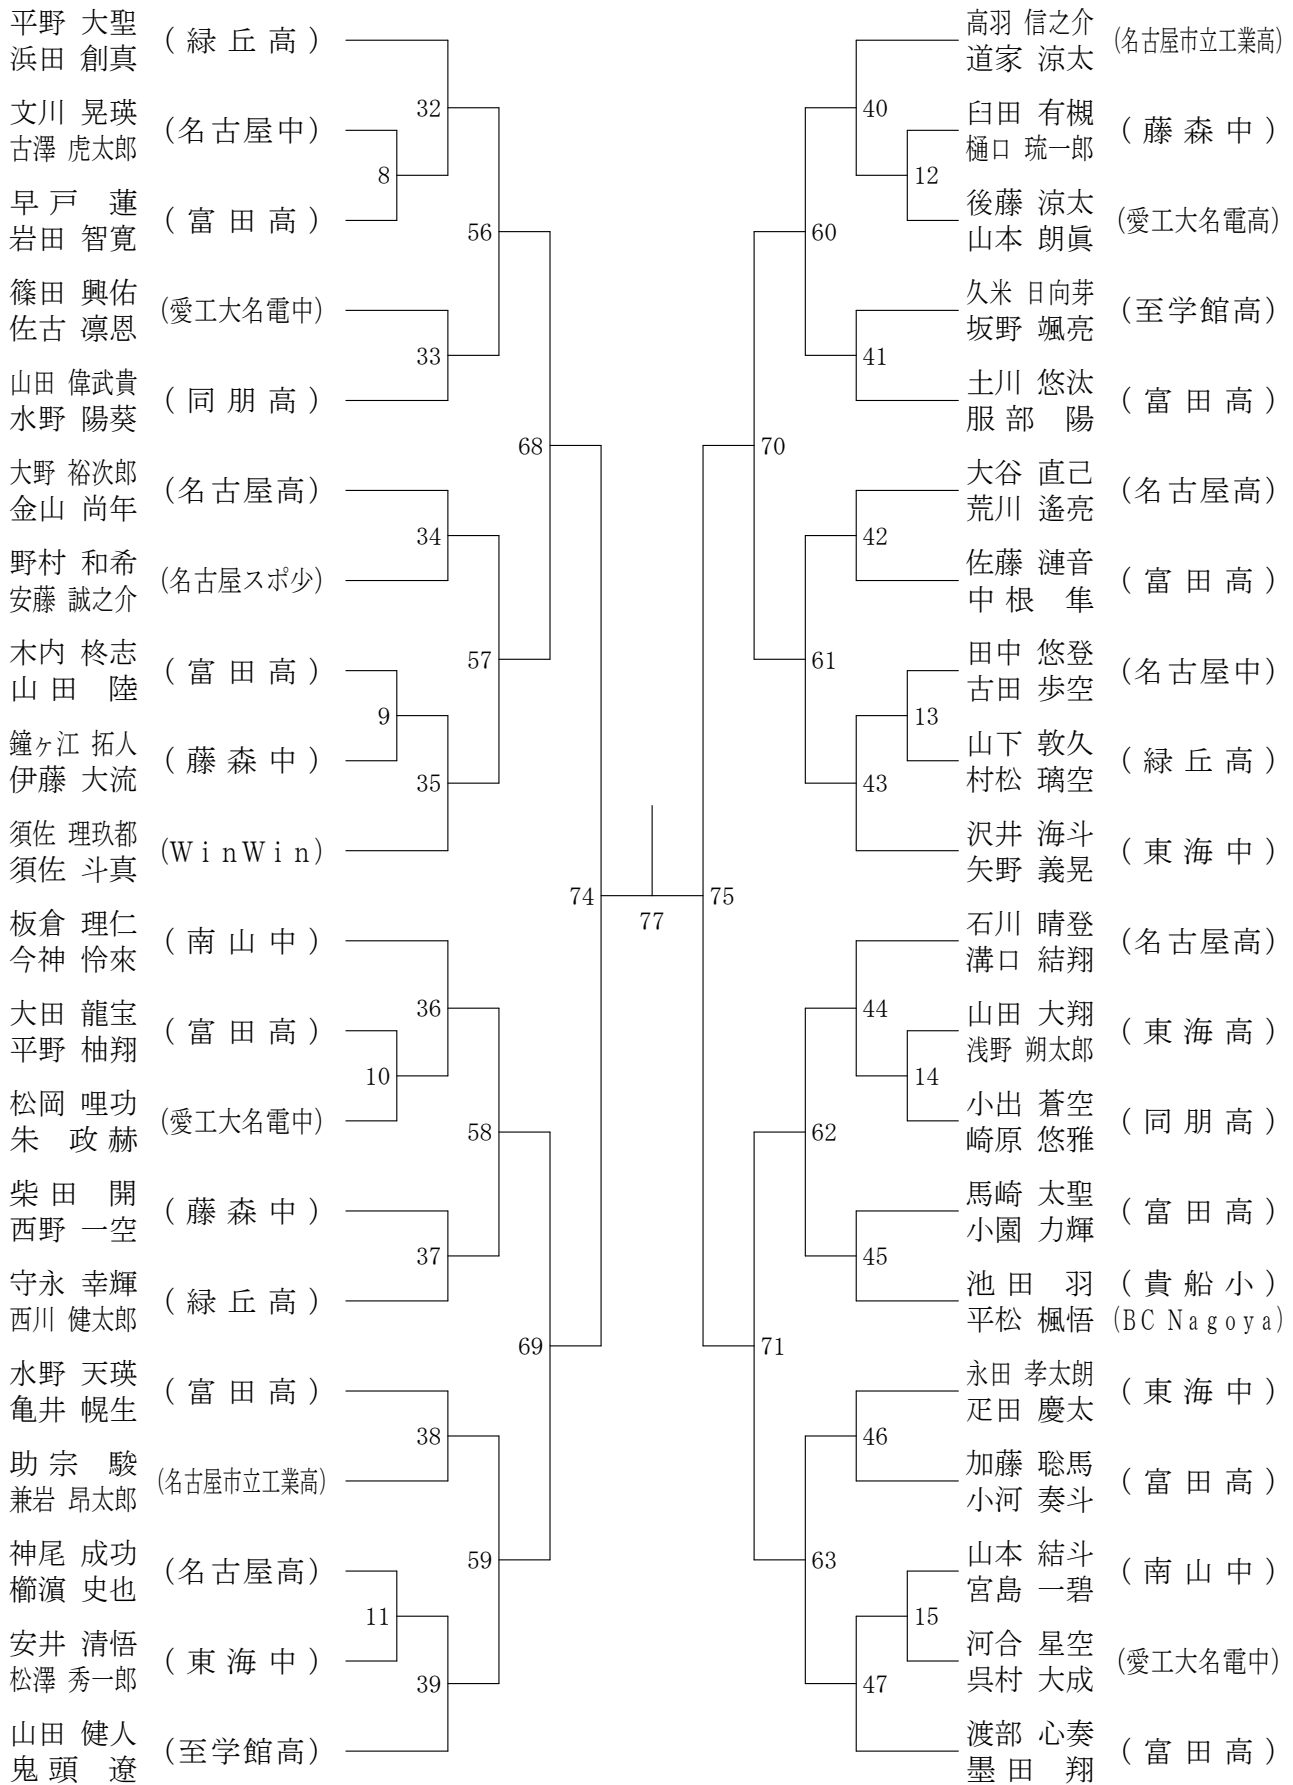 平野 大聖
浜田 創真
(緑丘高)
文川 晃瑛
古澤 虎太郎
(名古屋中)
早戸 蓮
岩田 智寛
(富田高)
篠田 興佑
佐古 凛恩
(愛工大名電中)
山田 偉武貴
水野 陽葵
(同朋高)
大野 裕次郎
金山 尚年
(名古屋高)
野村 和希
安藤 誠之介
(名古屋スポ少)
木内 柊志
山田 陸
(富田高)
鐘ヶ江 拓人
伊藤 大流
(藤森中)
須佐 理玖都
須佐 斗真
(WinWin)
板倉 理仁
今神 怜來
(南山中)
大田 龍宝
平野 柚翔
(富田高)
松岡 哩功
朱 政赫
(愛工大名電中)
柴田 開
西野 一空
(藤森中)
守永 幸輝
西川 健太郎
(緑丘高)
水野 天瑛
亀井 幌生
(富田高)
助宗 駿
兼岩 昂太郎
(名古屋市立工業高)
神尾 成功
櫛濵 史也
(名古屋高)
安井 清悟
松澤 秀一郎
(東海中)
山田 健人
鬼頭 遼
(至学館高)
32
8
56
33
68
34
57
9
35
74
36
10
58
37
69
38
59
11
39
77
75
40
12
60
41
70
42
61
13
43
44
14
62
45
71
46
63
15
47
高羽 信之介
道家 涼太
(名古屋市立工業高)
臼田 有槻
樋口 琉一郎
(藤森中)
後藤 涼太
山本 朗眞
(愛工大名電高)
久米 日向芽
坂野 颯亮
(至学館高)
土川 悠汰
服部 陽
(富田高)
大谷 直己
荒川 遙亮
(名古屋高)
佐藤 漣音
中根 隼
(富田高)
田中 悠登
古田 歩空
(名古屋中)
山下 敦久
村松 璃空
(緑丘高)
沢井 海斗
矢野 義晃
(東海中)
石川 晴登
溝口 結翔
(名古屋高)
山田 大翔
浅野 朔太郎
(東海高)
小出 蒼空
崎原 悠雅
(同朋高)
馬崎 太聖
小園 力輝
(富田高)
池田 羽
(貴船小)
平松 楓悟
(BC Nagoya)
永田 孝太朗
疋田 慶太
(東海中)
加藤 聡馬
小河 奏斗
(富田高)
山本 結斗
宮島 一碧
(南山中)
河合 星空
呉村 大成
(愛工大名電中)
渡部 心奏
墨田 翔
(富田高)